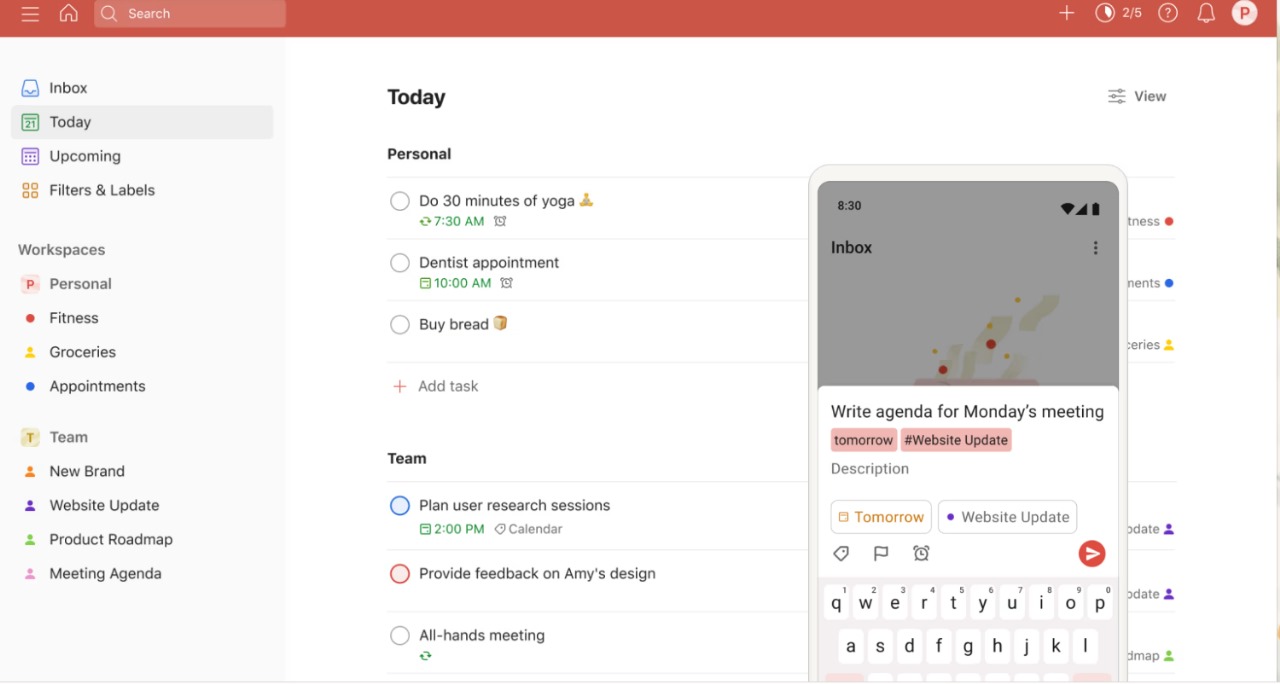 Search
2/5
?
P
Inbox
21 Today
Upcoming
Filters & Labels
Workspaces
P Personal
Fitness
Groceries
Appointments
T Team
New Brand
Website Update
Product Roadmap
Meeting Agenda
Today
View
Personal
Do 30 minutes of yoga 🧘
7:30 AM
tness
Dentist appointment
10:00 AM
nents
Buy bread 🍞
ceries
+ Add task
Team
Plan user research sessions
2:00 PM Calendar
pdate
Provide feedback on Amy's design
pdate
All-hands meeting
dmap
8:30
Inbox
Write agenda for Monday’s meeting
tomorrow #Website Update
Description
Tomorrow Website Update
1 2 3 4 5 6 7 8 9 0
q w e r t y u i o p
a s d f g h j k l